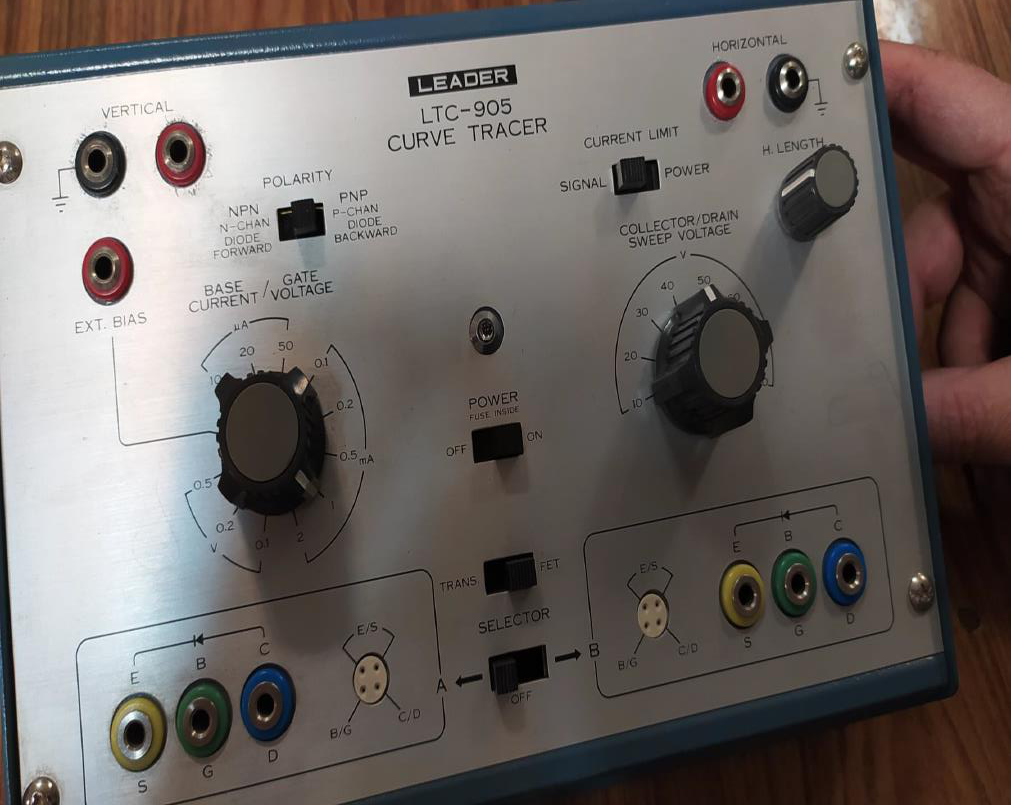 LEADER
LTC-905
CURVE TRACER
HORIZONTAL
VERTICAL
CURRENT LIMIT
SIGNAL
POWER
H. LENGTH
POLARITY
NPN
N-CHAN
DIODE
FORWARD
PNP
P-CHAN
DIODE
BACKWARD
COLLECTOR/DRAIN
SWEEP VOLTAGE
V
10
20
30
40
50
60
EXT. BIAS
BASE / GATE
CURRENT / VOLTAGE
μA
10
20
50
0.1
0.2
0.5
mA
1
2
0.1
0.2
V
0.5
POWER
FUSE INSIDE
OFF
ON
TRANS.
FET
SELECTOR
A
B
OFF
E
B
C
S
G
D
E/S
B/G
C/D
E/S
B/G
C/D
E
B
C
S
G
D